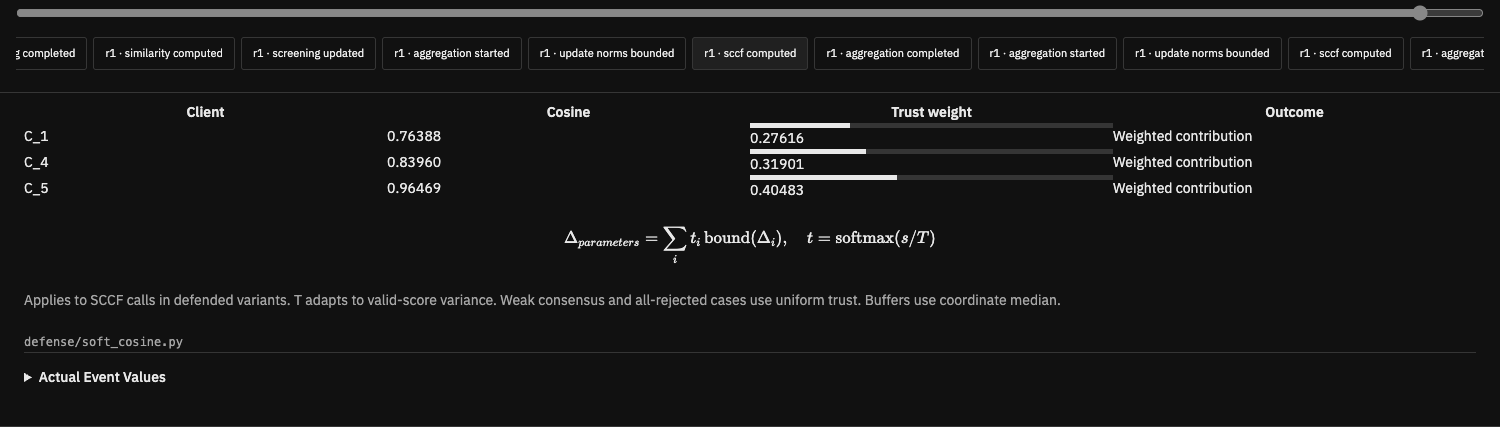 g completed r1 · similarity computed r1 · screening updated r1 · aggregation started r1 · update norms bounded r1 · sccf computed r1 · aggregation completed r1 · aggregation started r1 · update norms bounded r1 · sccf computed r1 · aggregat
Client Cosine Trust weight Outcome
C_1 0.76388 0.27616 Weighted contribution
C_4 0.83960 0.31901 Weighted contribution
C_5 0.96469 0.40483 Weighted contribution
Δ_parameters = ∑_i t_i bound(Δ_i), t = softmax(s/T)
Applies to SCCF calls in defended variants. T adapts to valid-score variance. Weak consensus and all-rejected cases use uniform trust. Buffers use coordinate median.
defense/soft_cosine.py
▶ Actual Event Values